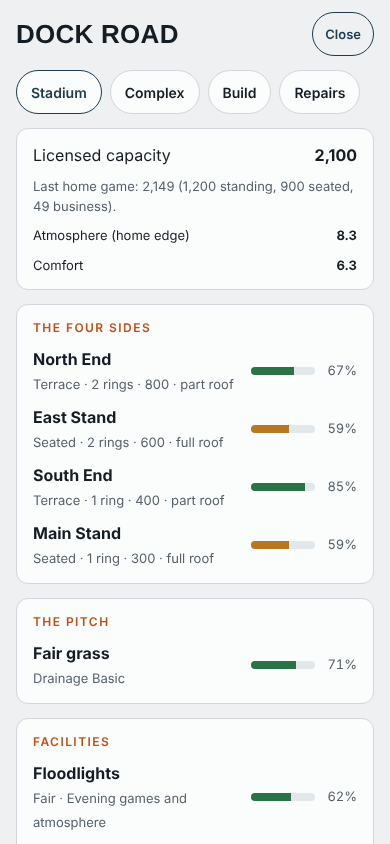 DOCK ROAD
Close
Stadium
Complex
Build
Repairs
Licensed capacity 2,100
Last home game: 2,149 (1,200 standing, 900 seated,
49 business).
Atmosphere (home edge) 8.3
Comfort 6.3
THE FOUR SIDES
North End
Terrace · 2 rings · 800 · part roof
67%
East Stand
Seated · 2 rings · 600 · full roof
59%
South End
Terrace · 1 ring · 400 · part roof
85%
Main Stand
Seated · 1 ring · 300 · full roof
59%
THE PITCH
Fair grass
Drainage Basic
71%
FACILITIES
Floodlights
Fair · Evening games and
atmosphere
62%